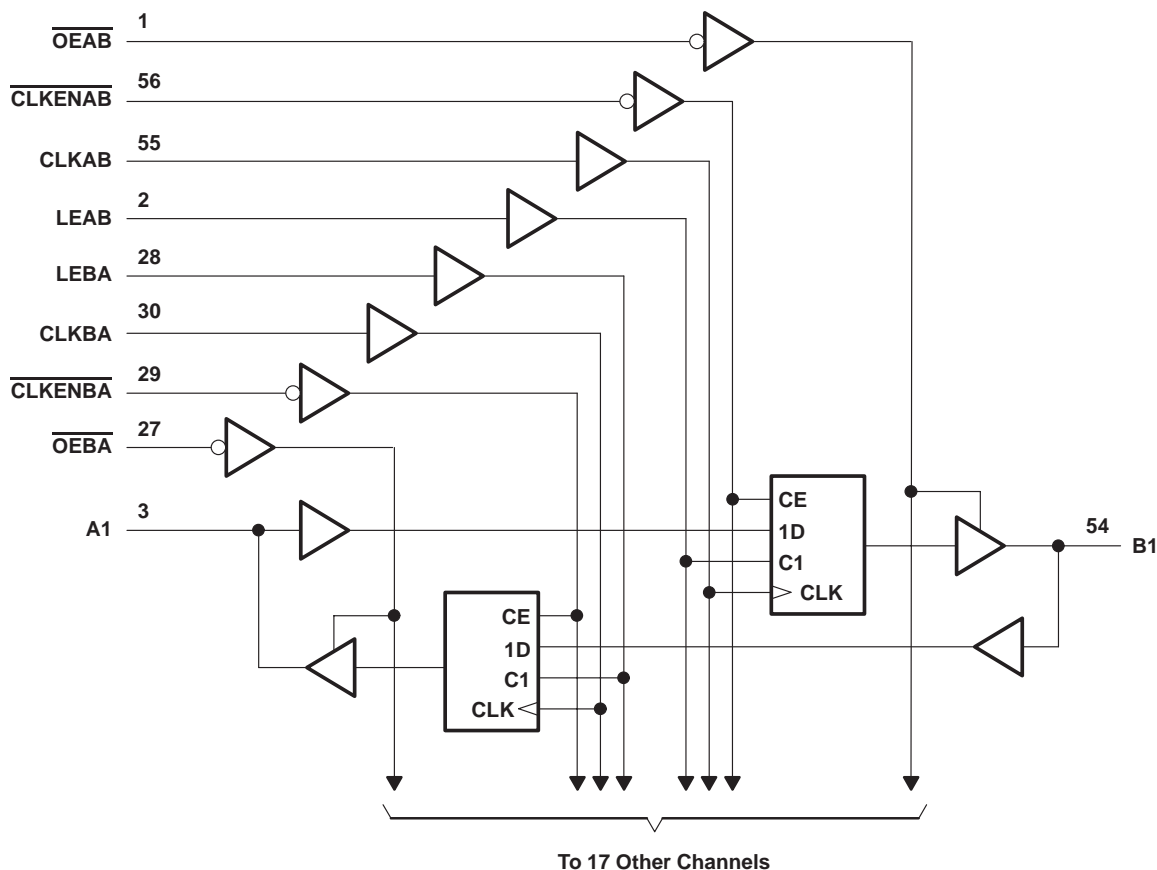 1
OEAB
56
CLKENAB
55
CLKAB
2
LEAB
28
LEBA
30
CLKBA
29
CLKENBA
27
OEBA
3
A1
CE
1D
C1
CLK
54
B1
CE
1D
C1
CLK
To 17 Other Channels